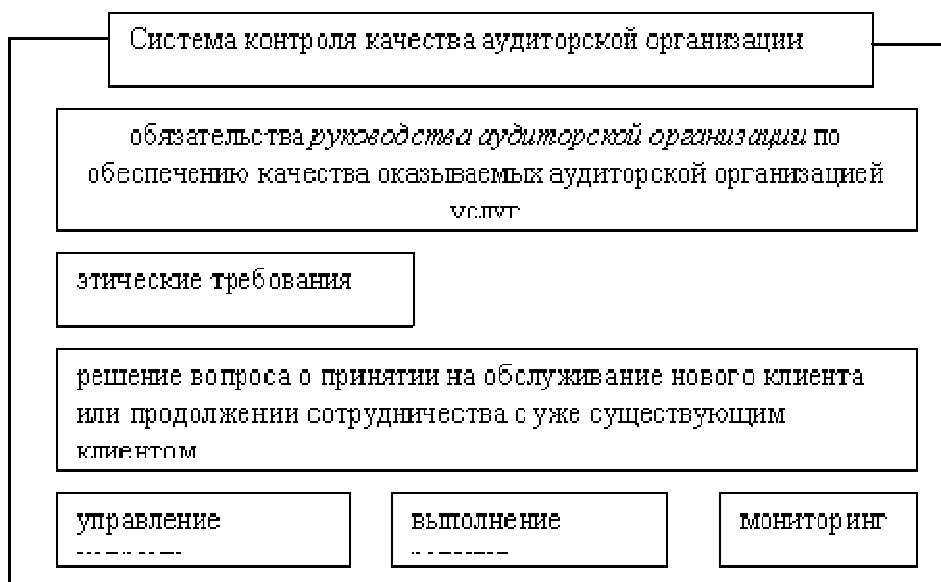 Система контроля качества аудиторской организации
обязательства руководства аудиторской организации по
обеспечению качества оказываемых аудиторской организацией
услуг
этические требования
решение вопроса о принятии на обслуживание нового клиента
или продолжении сотрудничества с уже существующим
клиентом
управление
выполнение
мониторинг